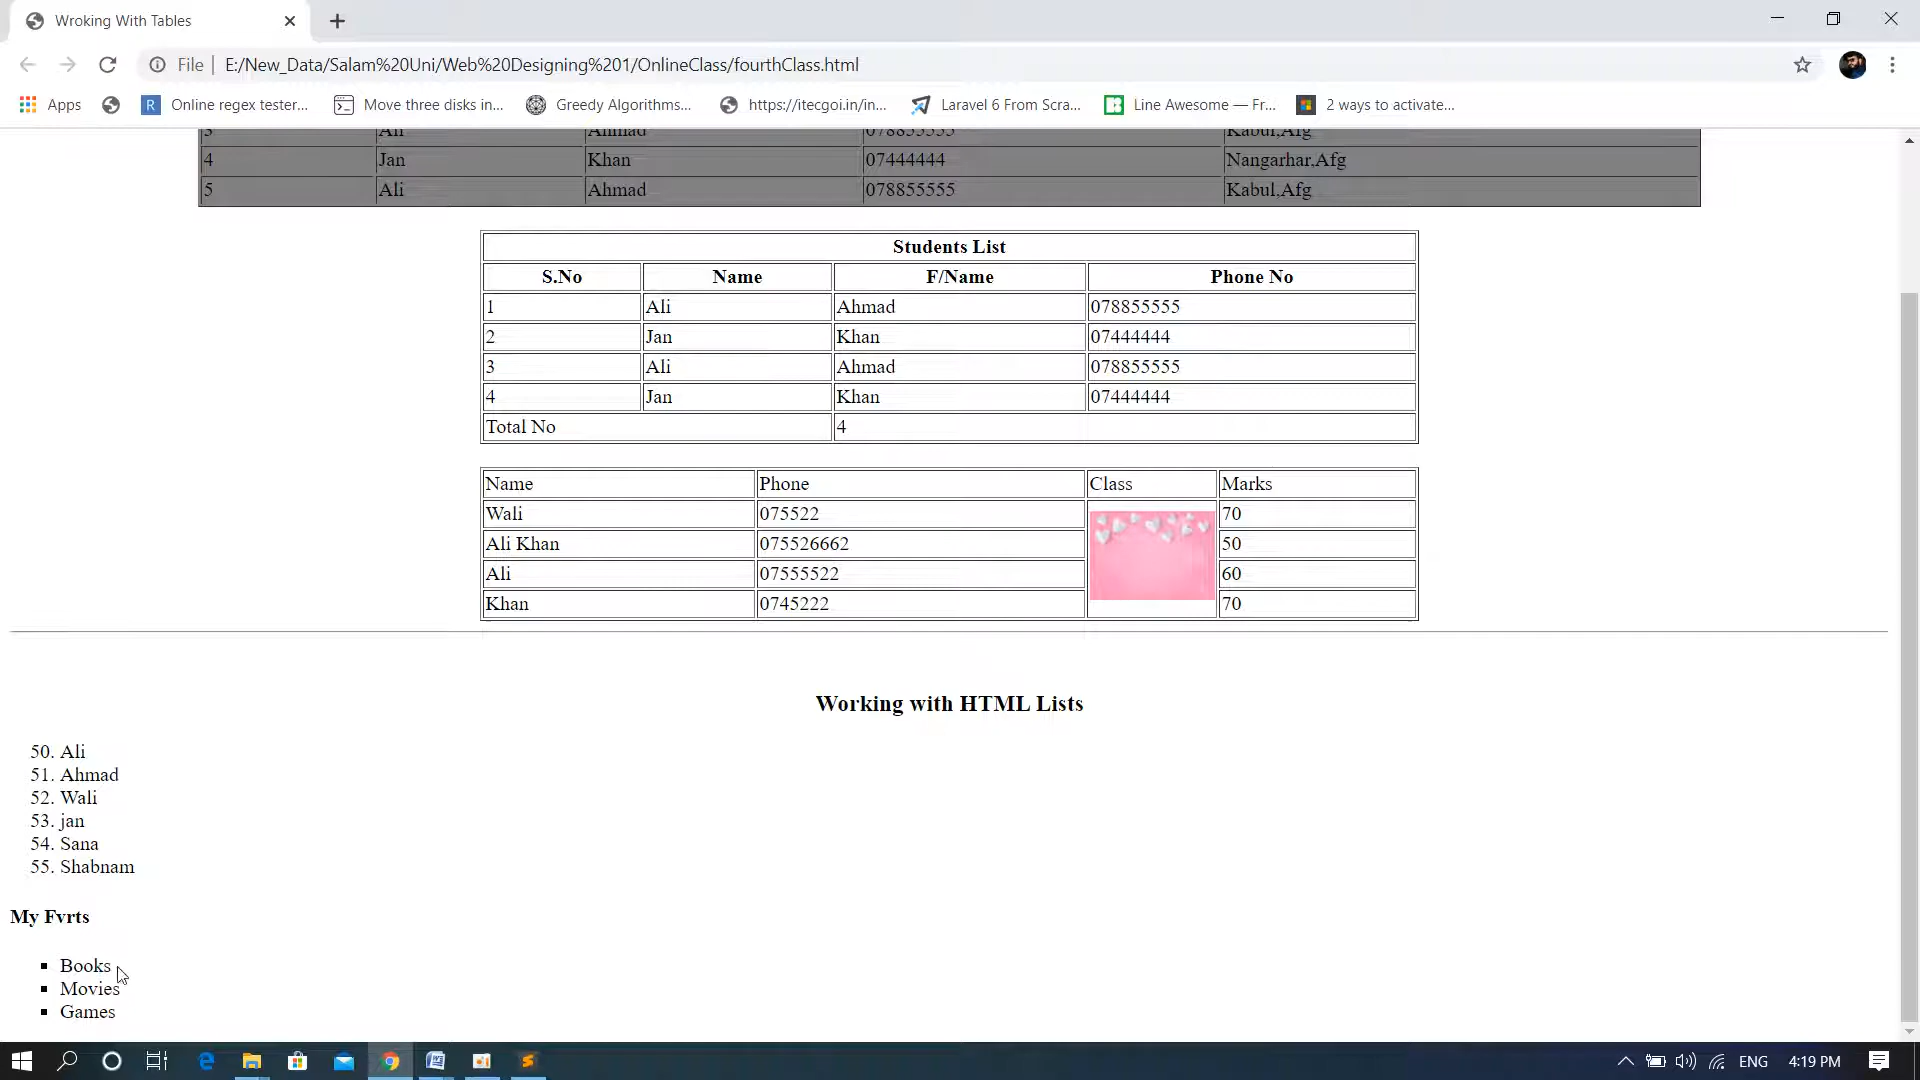 Wroking With Tables
File | E:/New_Data/Salam%20Uni/Web%20Designing%201/OnlineClass/fourthClass.html
Apps R Online regex tester... Move three disks in... Greedy Algorithms... https://itecgoi.in/in... Laravel 6 From Scra... Line Awesome — Fr... 2 ways to activate...
3 Ali Ahmad 078855555 Kabul,Afg
4 Jan Khan 07444444 Nangarhar,Afg
5 Ali Ahmad 078855555 Kabul,Afg
Students List
S.No Name F/Name Phone No
1 Ali Ahmad 078855555
2 Jan Khan 07444444
3 Ali Ahmad 078855555
4 Jan Khan 07444444
Total No 4
Name Phone Class Marks
Wali 075522 70
Ali Khan 075526662 50
Ali 07555522 60
Khan 0745222 70
Working with HTML Lists
50. Ali
51. Ahmad
52. Wali
53. jan
54. Sana
55. Shabnam
My Fvrts
Books
Movies
Games
ENG 4:19 PM